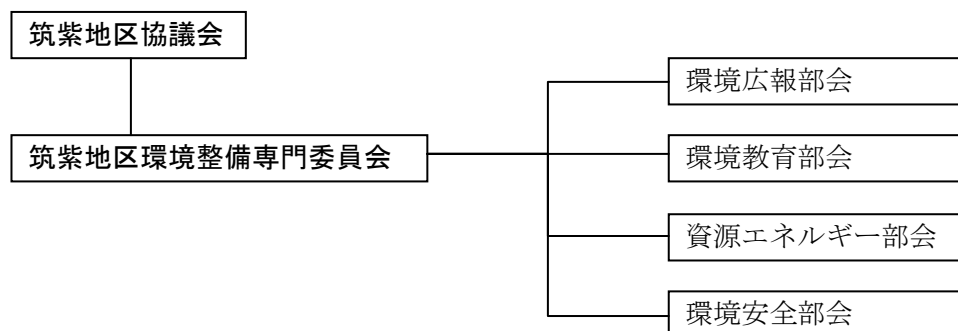 筑紫地区協議会
筑紫地区環境整備専門委員会
環境広報部会
環境教育部会
資源エネルギー部会
環境安全部会